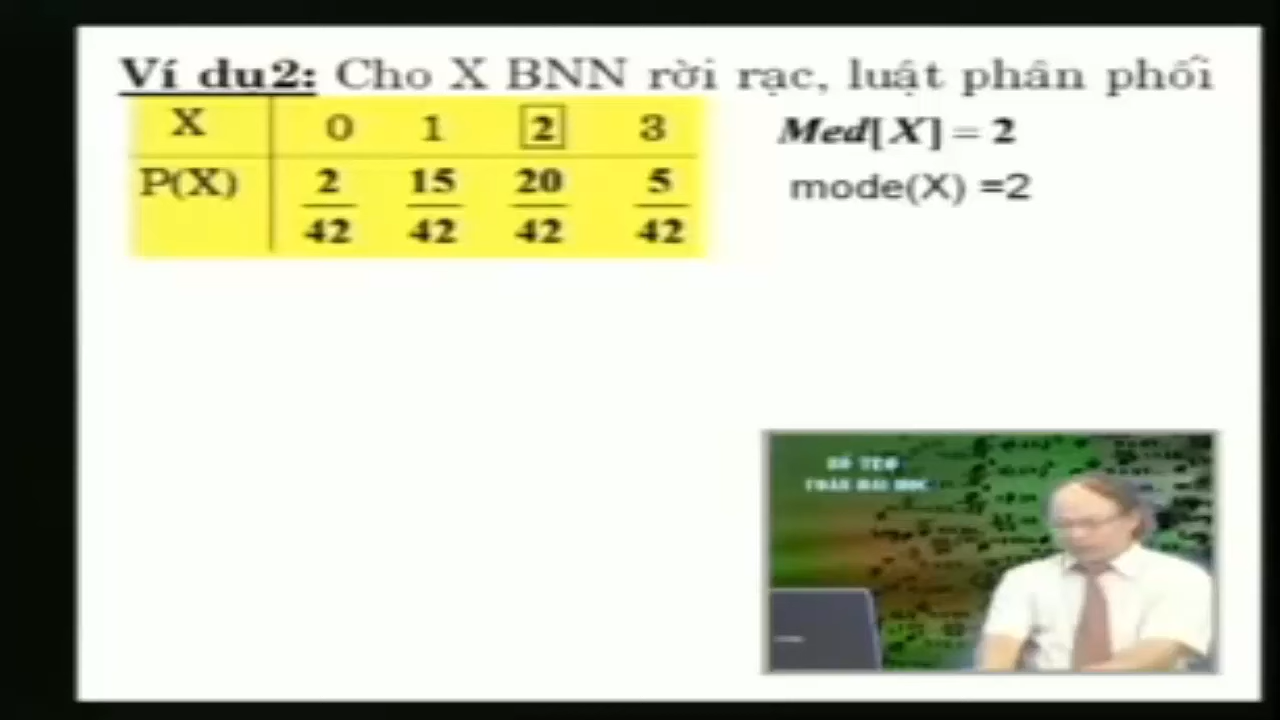 Ví dụ2: Cho X BNN rời rạc, luật phân phối
X 0 1 2 3
P(X) 2/42 15/42 20/42 5/42
Med[X] = 2
mode(X) =2